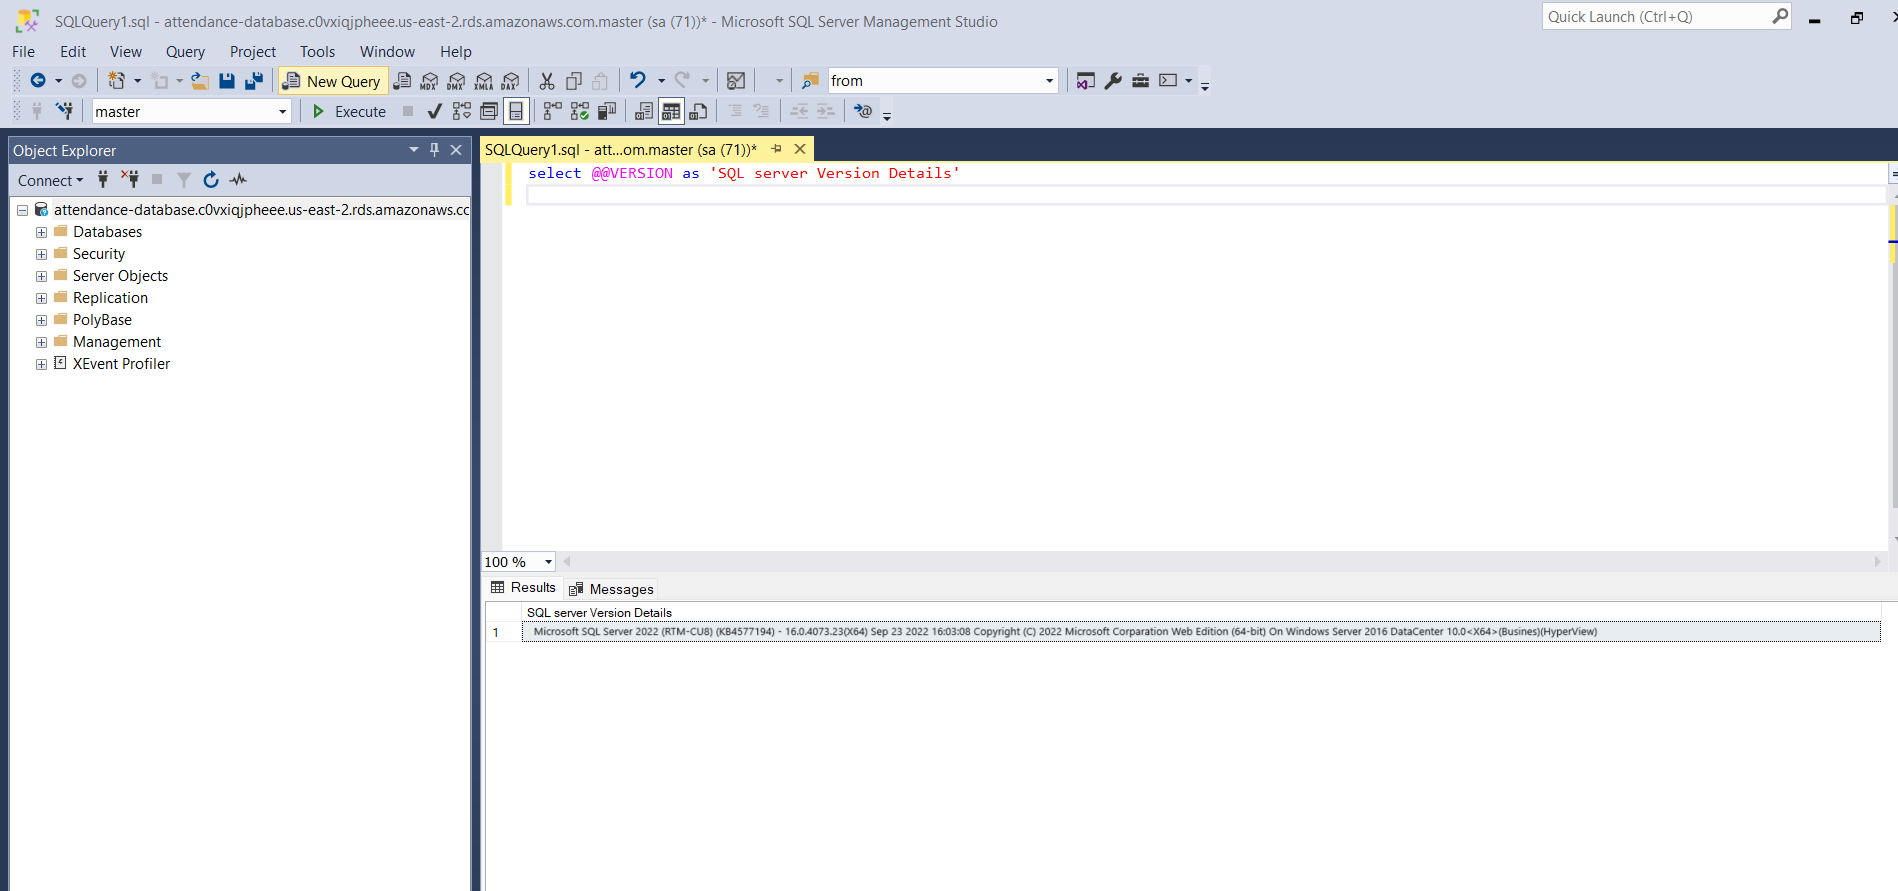 SQLQuery1.sql - attendance-database.c0vxiqjpheee.us-east-2.rds.amazonaws.com.master (sa (71))* - Microsoft SQL Server Management Studio
Quick Launch (Ctrl+Q)
File Edit View Query Project Tools Window Help
New Query MDX DMX XMLA DAX from
master Execute
Object Explorer
SQLQuery1.sql - att...om.master (sa (71))*
Connect
select @@VERSION as 'SQL server Version Details'
attendance-database.c0vxiqjpheee.us-east-2.rds.amazonaws.cc
Databases
Security
Server Objects
Replication
PolyBase
Management
XEvent Profiler
100 %
Results Messages
SQL server Version Details
1 Microsoft SQL Server 2022 (RTM-CU8) (KB4577194) - 16.0.4073.23(X64) Sep 23 2022 16:03:08 Copyright (C) 2022 Microsoft Corparation Web Edition (64-bit) On Windows Server 2016 DataCenter 10.0<X64>(Busines)(HyperView)